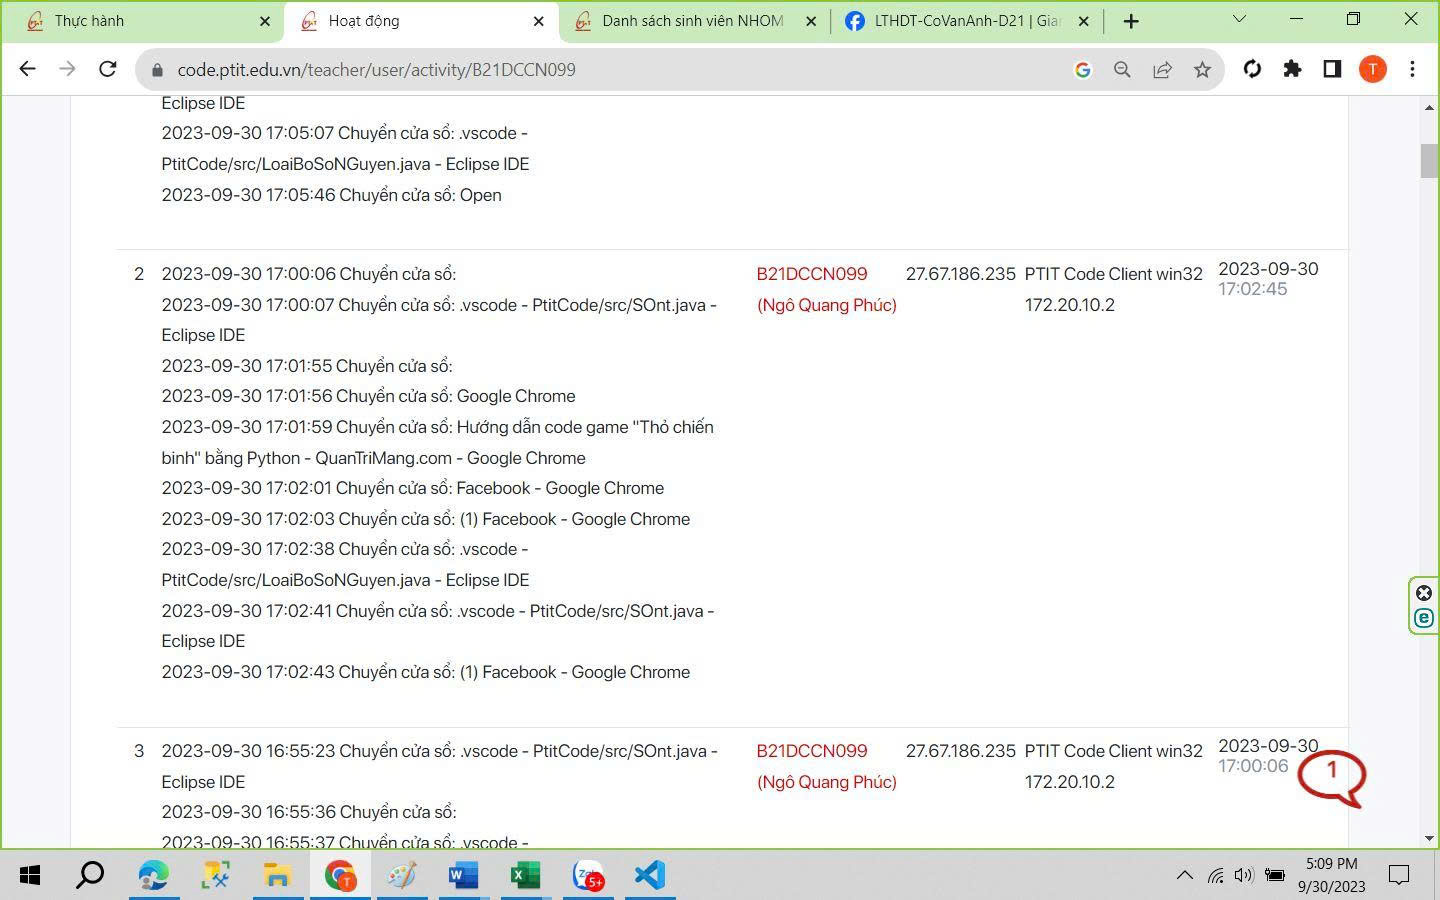 Thực hành
Hoạt động
Danh sách sinh viên NHOM
LTHDT-CoVanAnh-D21 | Gian
code.ptit.edu.vn/teacher/user/activity/B21DCCN099
T
Eclipse IDE
2023-09-30 17:05:07 Chuyển cửa sổ: .vscode -
PtitCode/src/LoaiBoSoNGuyen.java - Eclipse IDE
2023-09-30 17:05:46 Chuyển cửa sổ: Open
2 2023-09-30 17:00:06 Chuyển cửa sổ: B21DCCN099 27.67.186.235 PTIT Code Client win32 2023-09-30
17:02:45
2023-09-30 17:00:07 Chuyển cửa sổ: .vscode - PtitCode/src/SOnt.java - (Ngô Quang Phúc) 172.20.10.2
Eclipse IDE
2023-09-30 17:01:55 Chuyển cửa sổ:
2023-09-30 17:01:56 Chuyển cửa sổ: Google Chrome
2023-09-30 17:01:59 Chuyển cửa sổ: Hướng dẫn code game "Thỏ chiến
binh" bằng Python - QuanTriMang.com - Google Chrome
2023-09-30 17:02:01 Chuyển cửa sổ: Facebook - Google Chrome
2023-09-30 17:02:03 Chuyển cửa sổ: (1) Facebook - Google Chrome
2023-09-30 17:02:38 Chuyển cửa sổ: .vscode -
PtitCode/src/LoaiBoSoNGuyen.java - Eclipse IDE
2023-09-30 17:02:41 Chuyển cửa sổ: .vscode - PtitCode/src/SOnt.java -
Eclipse IDE
2023-09-30 17:02:43 Chuyển cửa sổ: (1) Facebook - Google Chrome
3 2023-09-30 16:55:23 Chuyển cửa sổ: .vscode - PtitCode/src/SOnt.java - B21DCCN099 27.67.186.235 PTIT Code Client win32 2023-09-30
17:00:06
1
Eclipse IDE (Ngô Quang Phúc) 172.20.10.2
2023-09-30 16:55:36 Chuyển cửa sổ:
2023-09-30 16:55:37 Chuyển cửa sổ: .vscode -
T
W
X
Za
5+
5:09 PM
9/30/2023